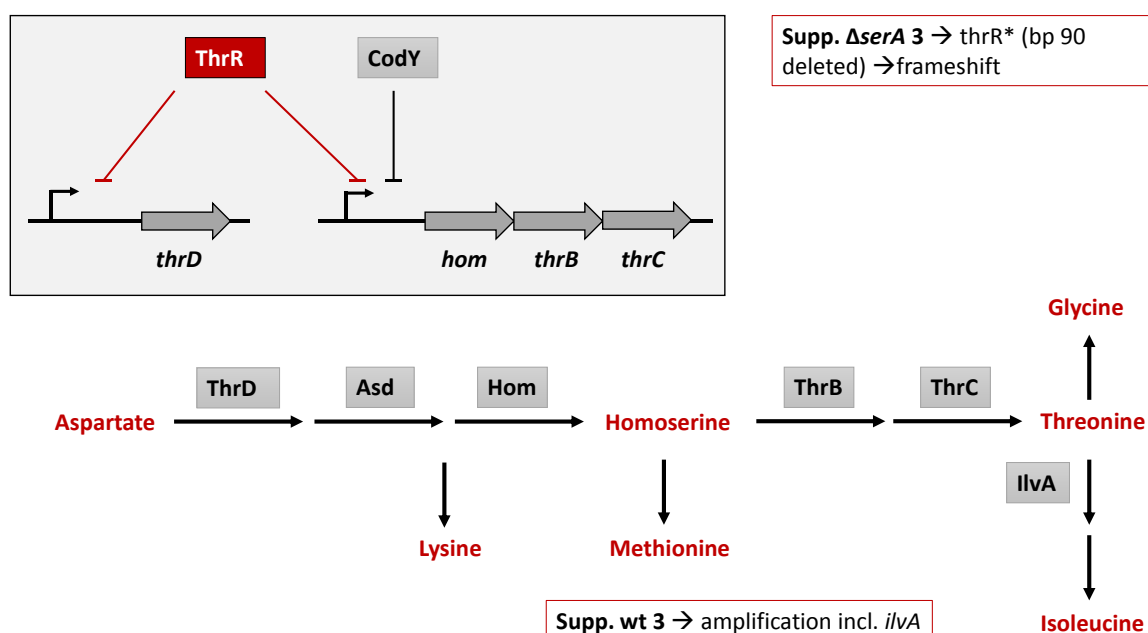 ThrR
CodY
Supp. ΔserA 3 → thrR* (bp 90
deleted) →frameshift
thrD
hom
thrB
thrC
Glycine
ThrD
Asd
Hom
ThrB
ThrC
Aspartate
Homoserine
Threonine
IlvA
Lysine
Methionine
Supp. wt 3 → amplification incl. ilvA
Isoleucine